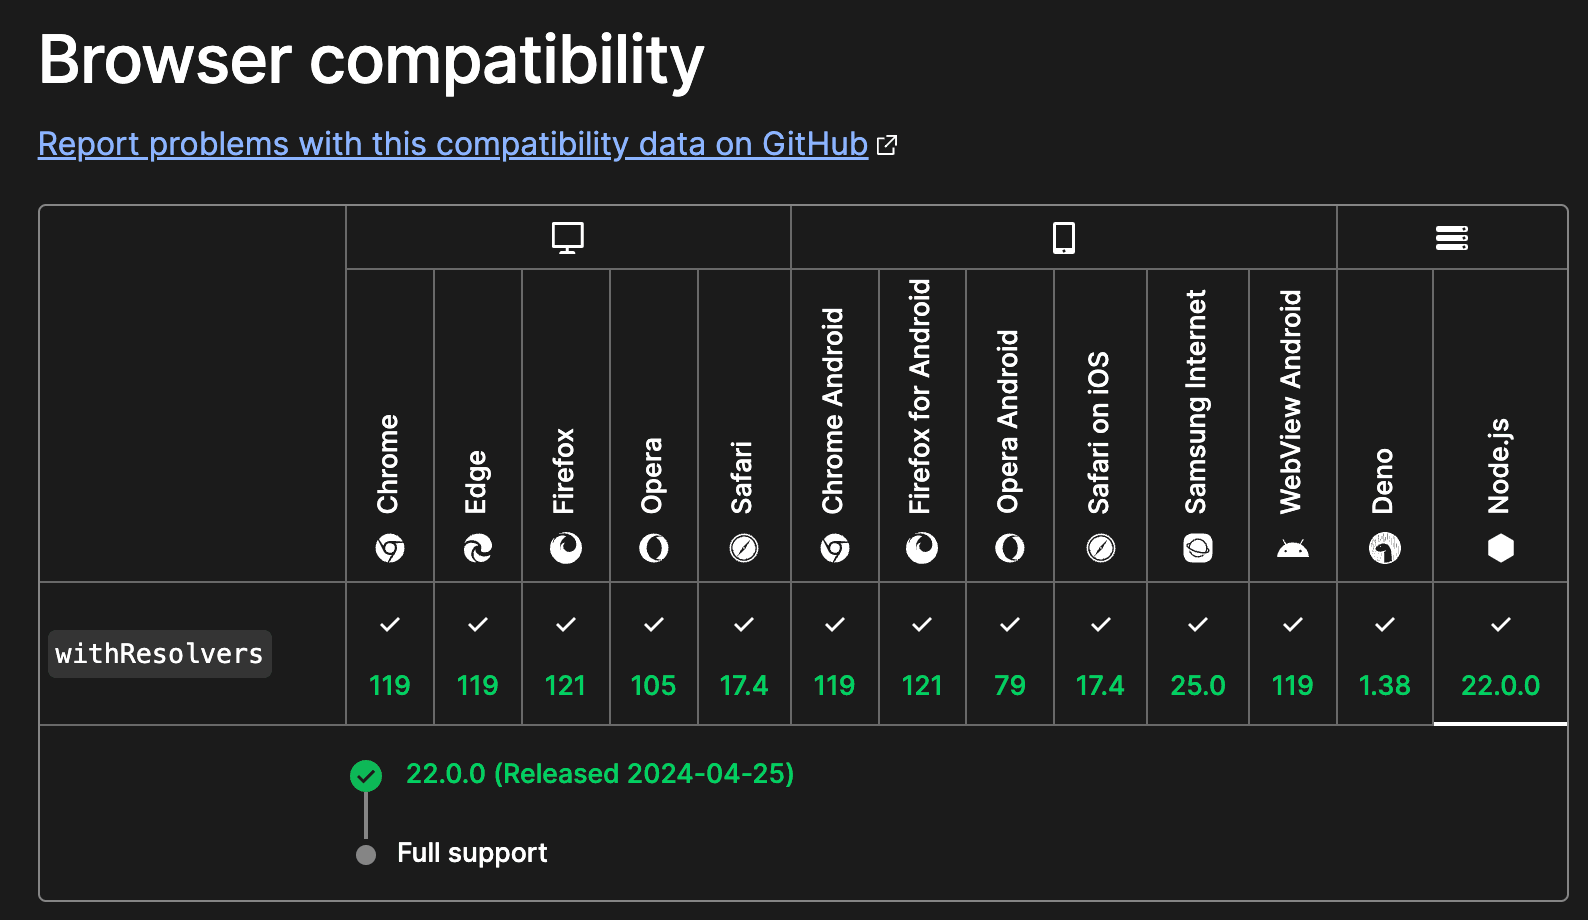 Browser compatibility
Report problems with this compatibility data on GitHub
Chrome
Edge
Firefox
Opera
Safari
Chrome Android
Firefox for Android
Opera Android
Safari on iOS
Samsung Internet
WebView Android
Deno
Node.js
withResolvers
119
119
121
105
17.4
119
121
79
17.4
25.0
119
1.38
22.0.0
22.0.0 (Released 2024-04-25)
Full support